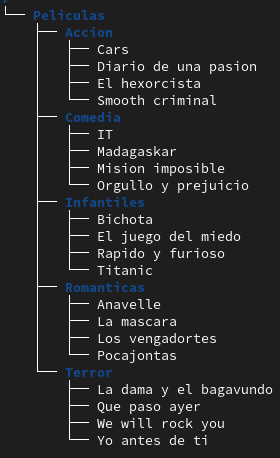 Peliculas
Accion
Cars
Diario de una pasion
El hexorcista
Smooth criminal
Comedia
IT
Madagaskar
Mision imposible
Orgullo y prejuicio
Infantiles
Bichota
El juego del miedo
Rapido y furioso
Titanic
Romanticas
Anavelle
La mascara
Los vengadortes
Pocajontas
Terror
La dama y el bagavundo
Que paso ayer
We will rock you
Yo antes de ti